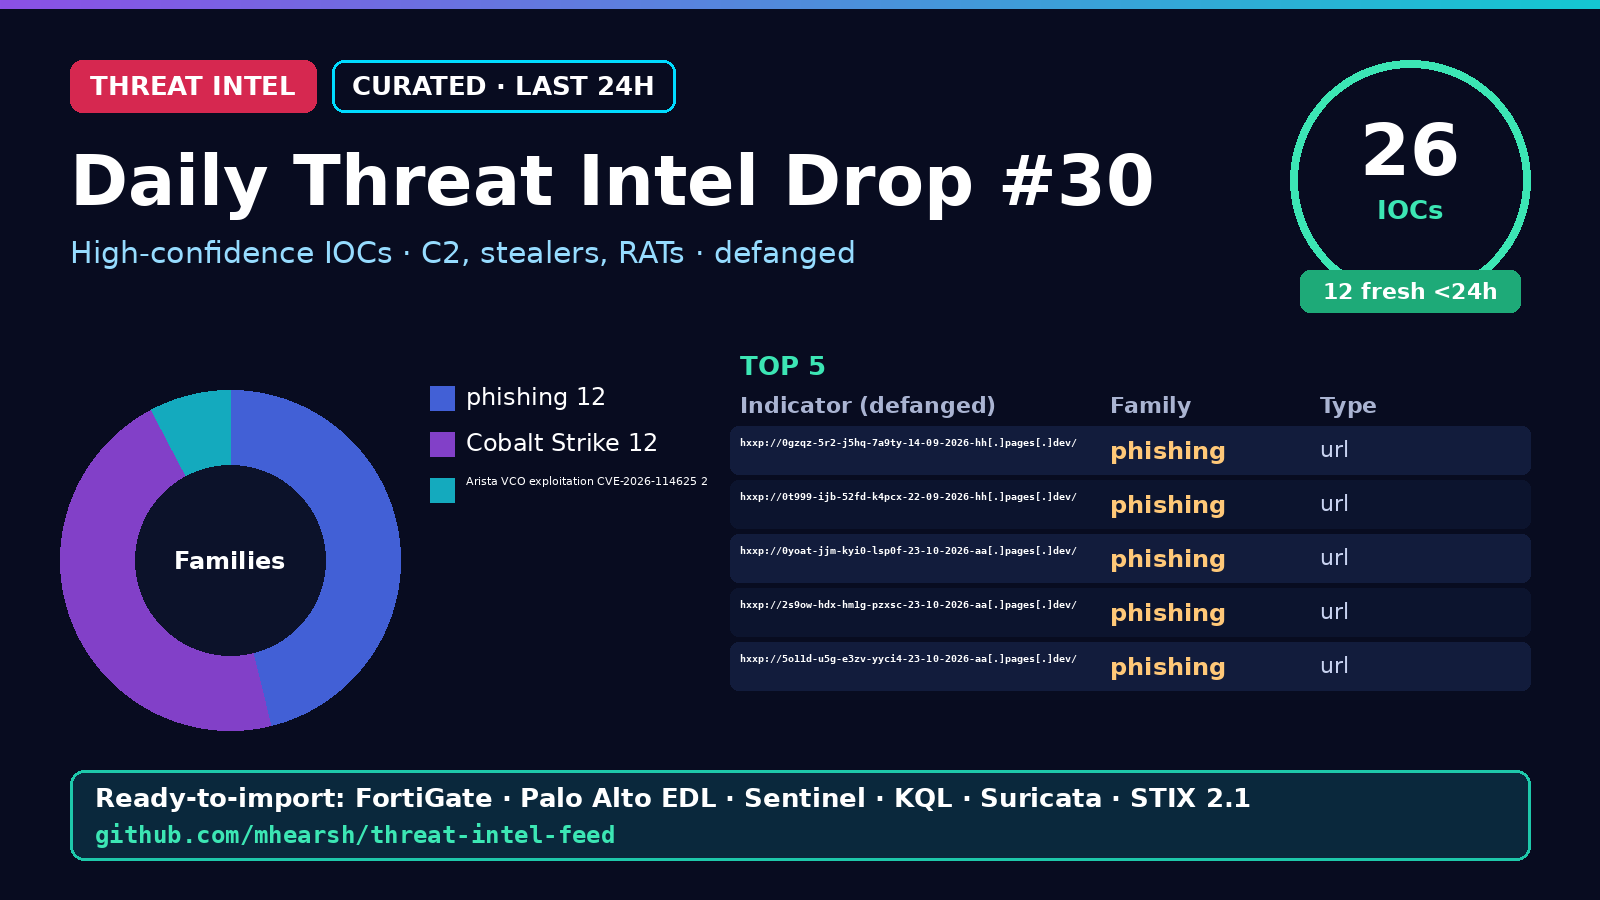 THREAT INTEL
CURATED · LAST 24H
Daily Threat Intel Drop #30
High-confidence IOCs · C2, stealers, RATs · defanged
26
IOCs
12 fresh <24h
Families
phishing 12
Cobalt Strike 12
Arista VCO exploitation CVE-2026-114625 2
TOP 5
Indicator (defanged) Family Type
hxxp://0gzqz-5r2-j5hq-7a9ty-14-09-2026-hh[.]pages[.]dev/ phishing url
hxxp://0t999-ijb-52fd-k4pcx-22-09-2026-hh[.]pages[.]dev/ phishing url
hxxp://0yoat-jjm-kyi0-lsp0f-23-10-2026-aa[.]pages[.]dev/ phishing url
hxxp://2s9ow-hdx-hm1g-pzxsc-23-10-2026-aa[.]pages[.]dev/ phishing url
hxxp://5o11d-u5g-e3zv-yyci4-23-10-2026-aa[.]pages[.]dev/ phishing url
Ready-to-import: FortiGate · Palo Alto EDL · Sentinel · KQL · Suricata · STIX 2.1
github.com/mhearsh/threat-intel-feed